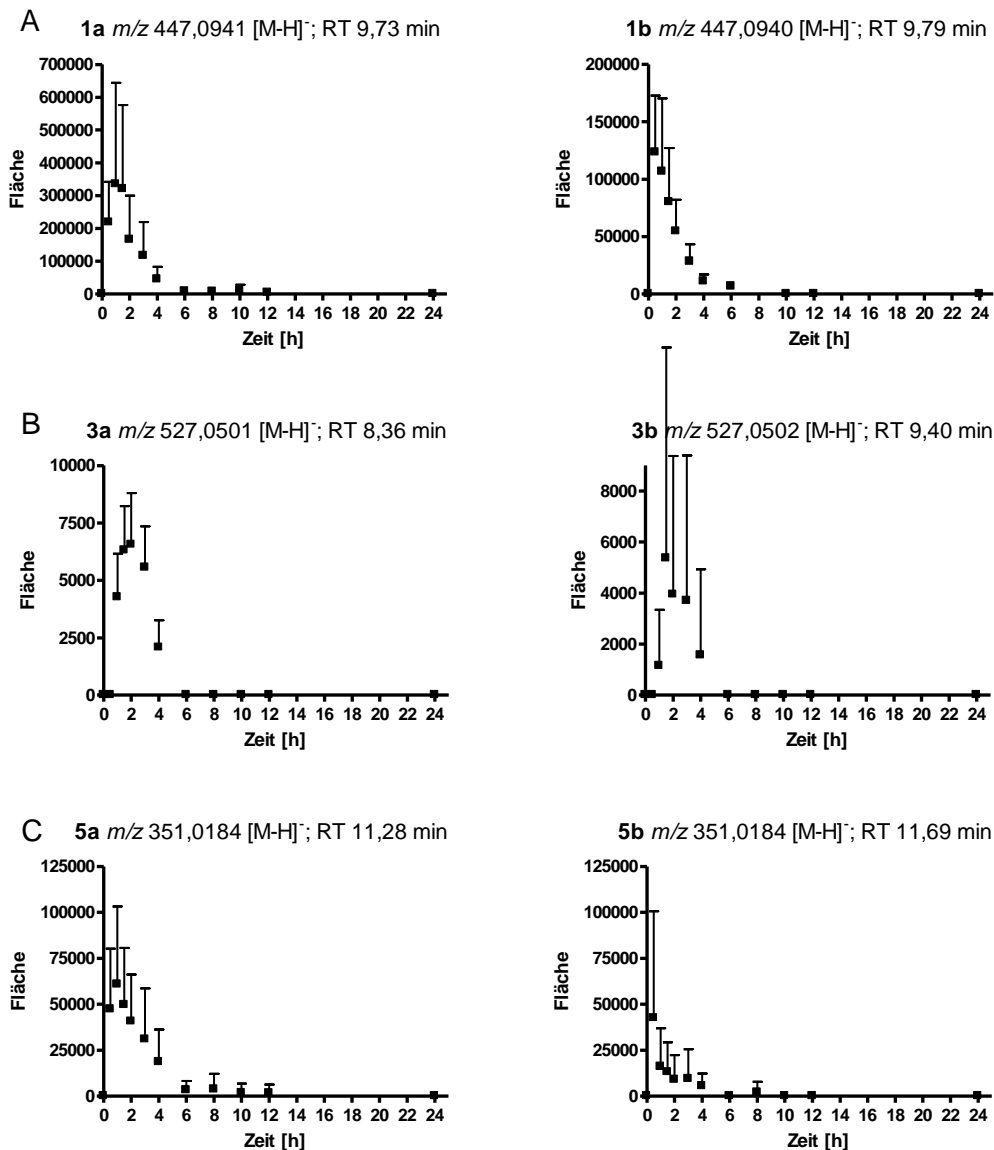 A
1a m/z 447,0941 [M-H]-; RT 9,73 min
1b m/z 447,0940 [M-H]-; RT 9,79 min
700000
600000
500000
400000
300000
200000
100000
0
Fläche
0 2 4 6 8 10 12 14 16 18 20 22 24
Zeit [h]
200000
150000
100000
50000
0
Fläche
0 2 4 6 8 10 12 14 16 18 20 22 24
Zeit [h]
B
3a m/z 527,0501 [M-H]-; RT 8,36 min
3b m/z 527,0502 [M-H]-; RT 9,40 min
10000
7500
5000
2500
0
Fläche
0 2 4 6 8 10 12 14 16 18 20 22 24
Zeit [h]
8000
6000
4000
2000
0
Fläche
0 2 4 6 8 10 12 14 16 18 20 22 24
Zeit [h]
C
5a m/z 351,0184 [M-H]-; RT 11,28 min
5b m/z 351,0184 [M-H]-; RT 11,69 min
125000
100000
75000
50000
25000
0
Fläche
0 2 4 6 8 10 12 14 16 18 20 22 24
Zeit [h]
125000
100000
75000
50000
25000
0
Fläche
0 2 4 6 8 10 12 14 16 18 20 22 24
Zeit [h]